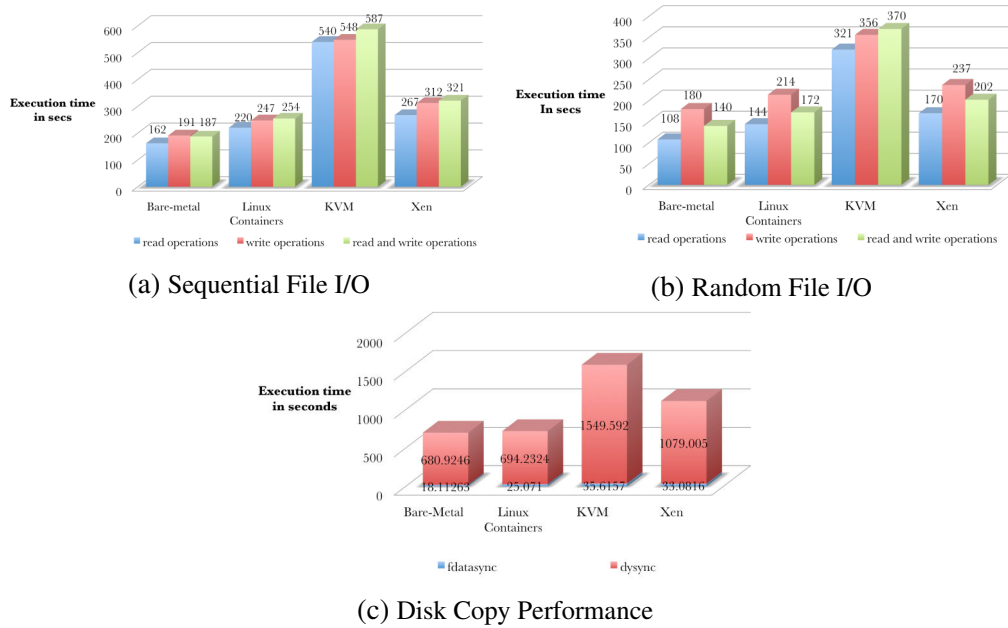 600
500
400
300
200
100
0
Execution time
in secs
162
191
187
220
247
254
540
548
587
267
312
321
Bare-metal
Linux
Containers
KVM
Xen
read operations
write operations
read and write operations
(a) Sequential File I/O
400
350
300
250
200
150
100
50
0
Execution time
In secs
108
180
140
144
214
172
321
356
370
170
237
202
Bare-metal
Linux
Containers
KVM
Xen
read operations
write operations
read and write operations
(b) Random File I/O
2000
1500
1000
500
0
Execution time
in seconds
680.9246
694.2324
1549.592
1079.005
18.11263
25.071
35.6157
33.0816
Bare-Metal
Linux
Containers
KVM
Xen
fdatasync
dysync
(c) Disk Copy Performance